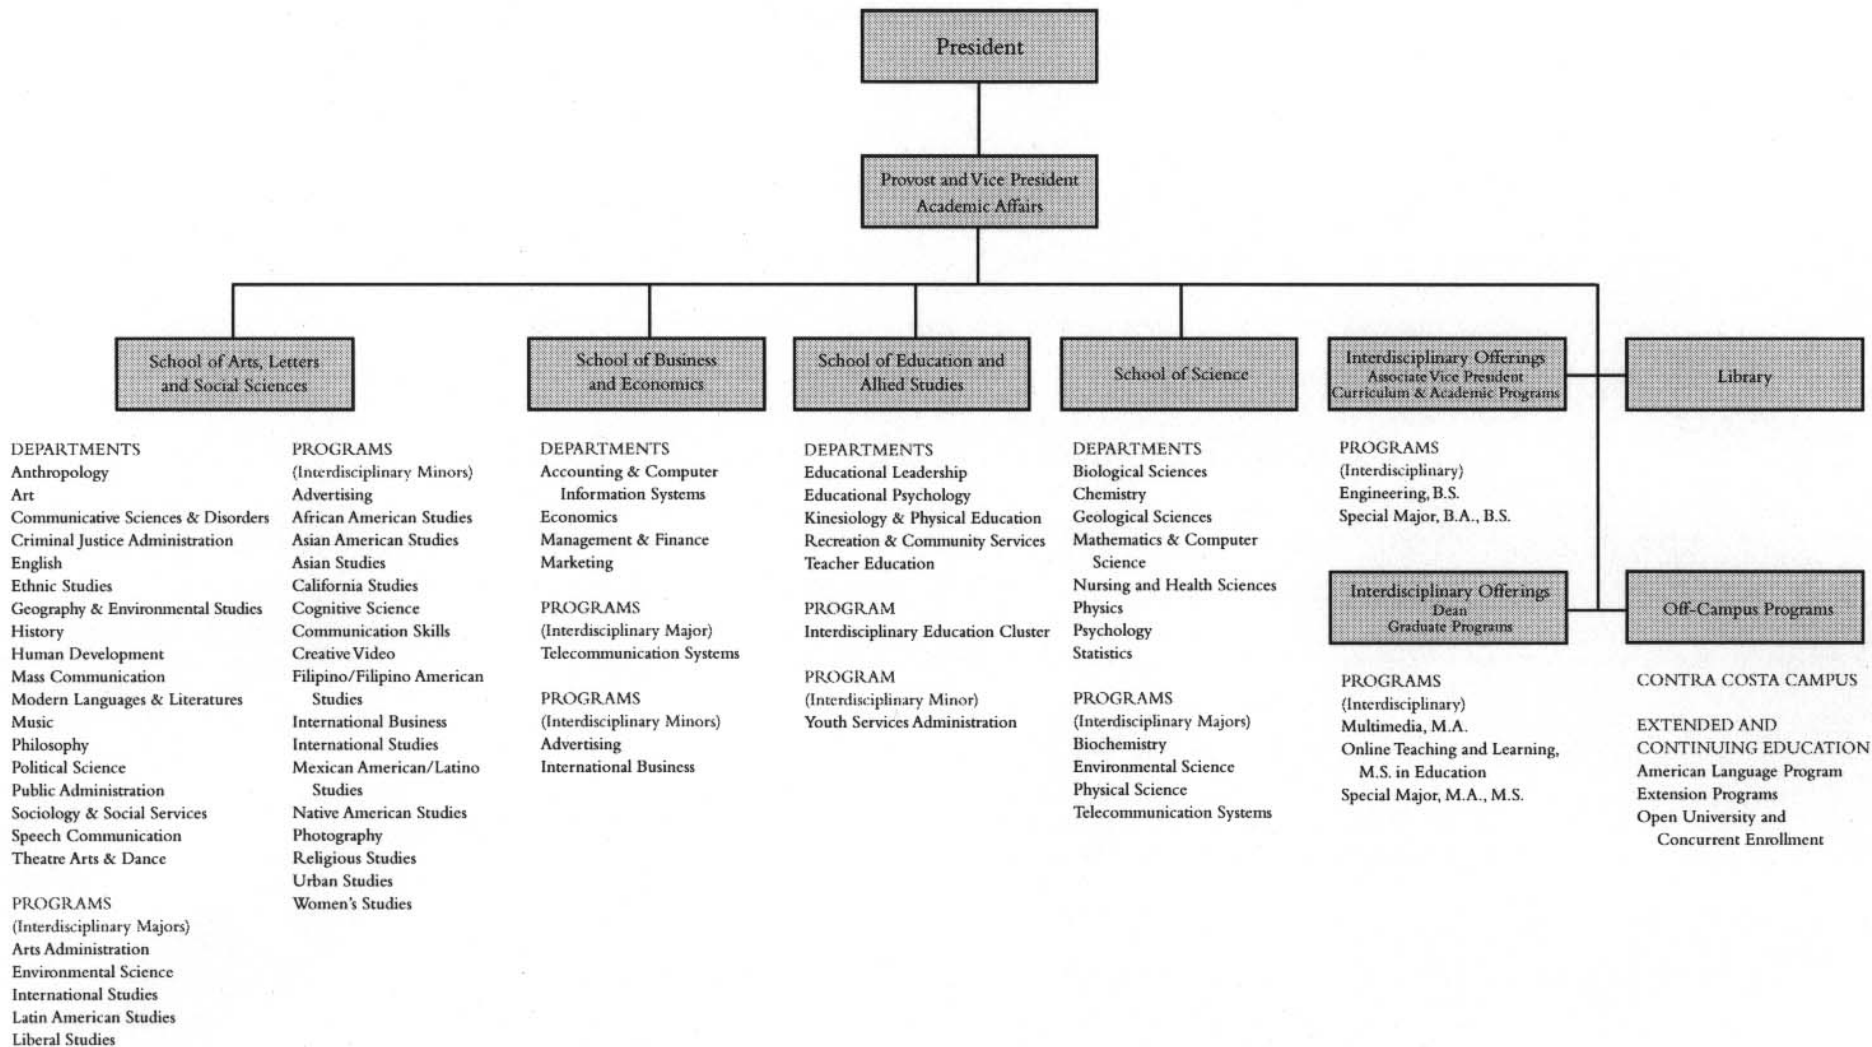 President
Provost and Vice President
Academic Affairs
School of Arts, Letters
and Social Sciences
DEPARTMENTS
Anthropology
Art
Communicative Sciences & Disorders
Criminal Justice Administration
English
Ethnic Studies
Geography & Environmental Studies
History
Human Development
Mass Communication
Modern Languages & Literatures
Music
Philosophy
Political Science
Public Administration
Sociology & Social Services
Speech Communication
Theatre Arts & Dance
PROGRAMS
(Interdisciplinary Majors)
Arts Administration
Environmental Science
International Studies
Latin American Studies
Liberal Studies
PROGRAMS
(Interdisciplinary Minors)
Advertising
African American Studies
Asian American Studies
Asian Studies
California Studies
Cognitive Science
Communication Skills
Creative Video
Filipino/Filipino American
Studies
International Business
International Studies
Mexican American/Latino
Studies
Native American Studies
Photography
Religious Studies
Urban Studies
Women's Studies
School of Business
and Economics
DEPARTMENTS
Accounting & Computer
Information Systems
Economics
Management & Finance
Marketing
PROGRAMS
(Interdisciplinary Major)
Telecommunication Systems
PROGRAMS
(Interdisciplinary Minors)
Advertising
International Business
School of Education and
Allied Studies
DEPARTMENTS
Educational Leadership
Educational Psychology
Kinesiology & Physical Education
Recreation & Community Services
Teacher Education
PROGRAM
Interdisciplinary Education Cluster
PROGRAM
(Interdisciplinary Minor)
Youth Services Administration
School of Science
DEPARTMENTS
Biological Sciences
Chemistry
Geological Sciences
Mathematics & Computer
Science
Nursing and Health Sciences
Physics
Psychology
Statistics
PROGRAMS
(Interdisciplinary Majors)
Biochemistry
Environmental Science
Physical Science
Telecommunication Systems
Interdisciplinary Offerings
Associate Vice President
Curriculum & Academic Programs
PROGRAMS
(Interdisciplinary)
Engineering, B.S.
Special Major, B.A., B.S.
Interdisciplinary Offerings
Dean
Graduate Programs
PROGRAMS
(Interdisciplinary)
Multimedia, M.A.
Online Teaching and Learning,
M.S. in Education
Special Major, M.A., M.S.
Library
Off-Campus Programs
CONTRA COSTA CAMPUS
EXTENDED AND
CONTINUING EDUCATION
American Language Program
Extension Programs
Open University and
Concurrent Enrollment